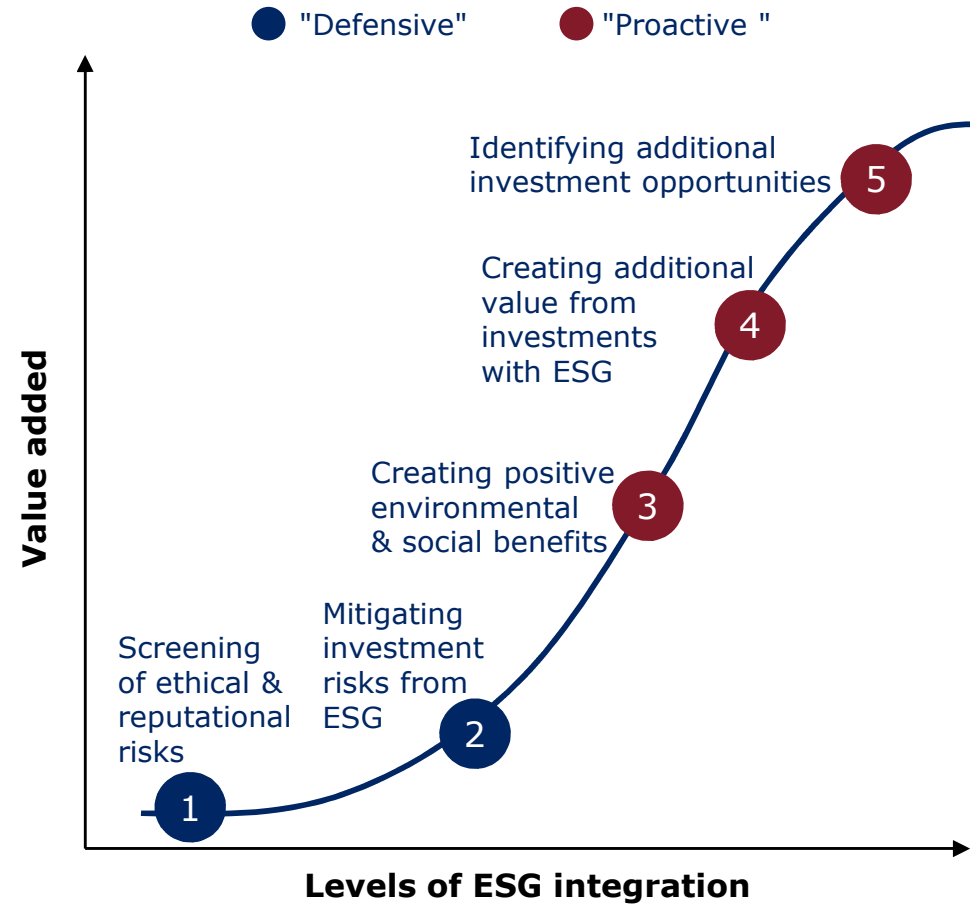 "Defensive"
"Proactive "
Identifying additional
investment opportunities
5
Creating additional
value from
investments
with ESG
4
Creating positive
environmental
& social benefits
3
Mitigating
investment
risks from
ESG
2
Screening
of ethical &
reputational
risks
1
Value added
Levels of ESG integration